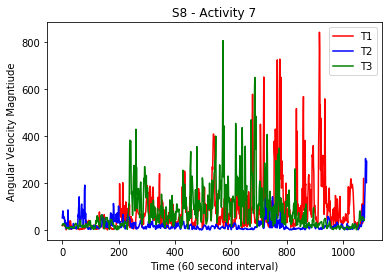 S8 - Activity 7
Angular Velocity Magntiude
800
600
400
200
0
T1
T2
T3
0 200 400 600 800 1000
Time (60 second interval)